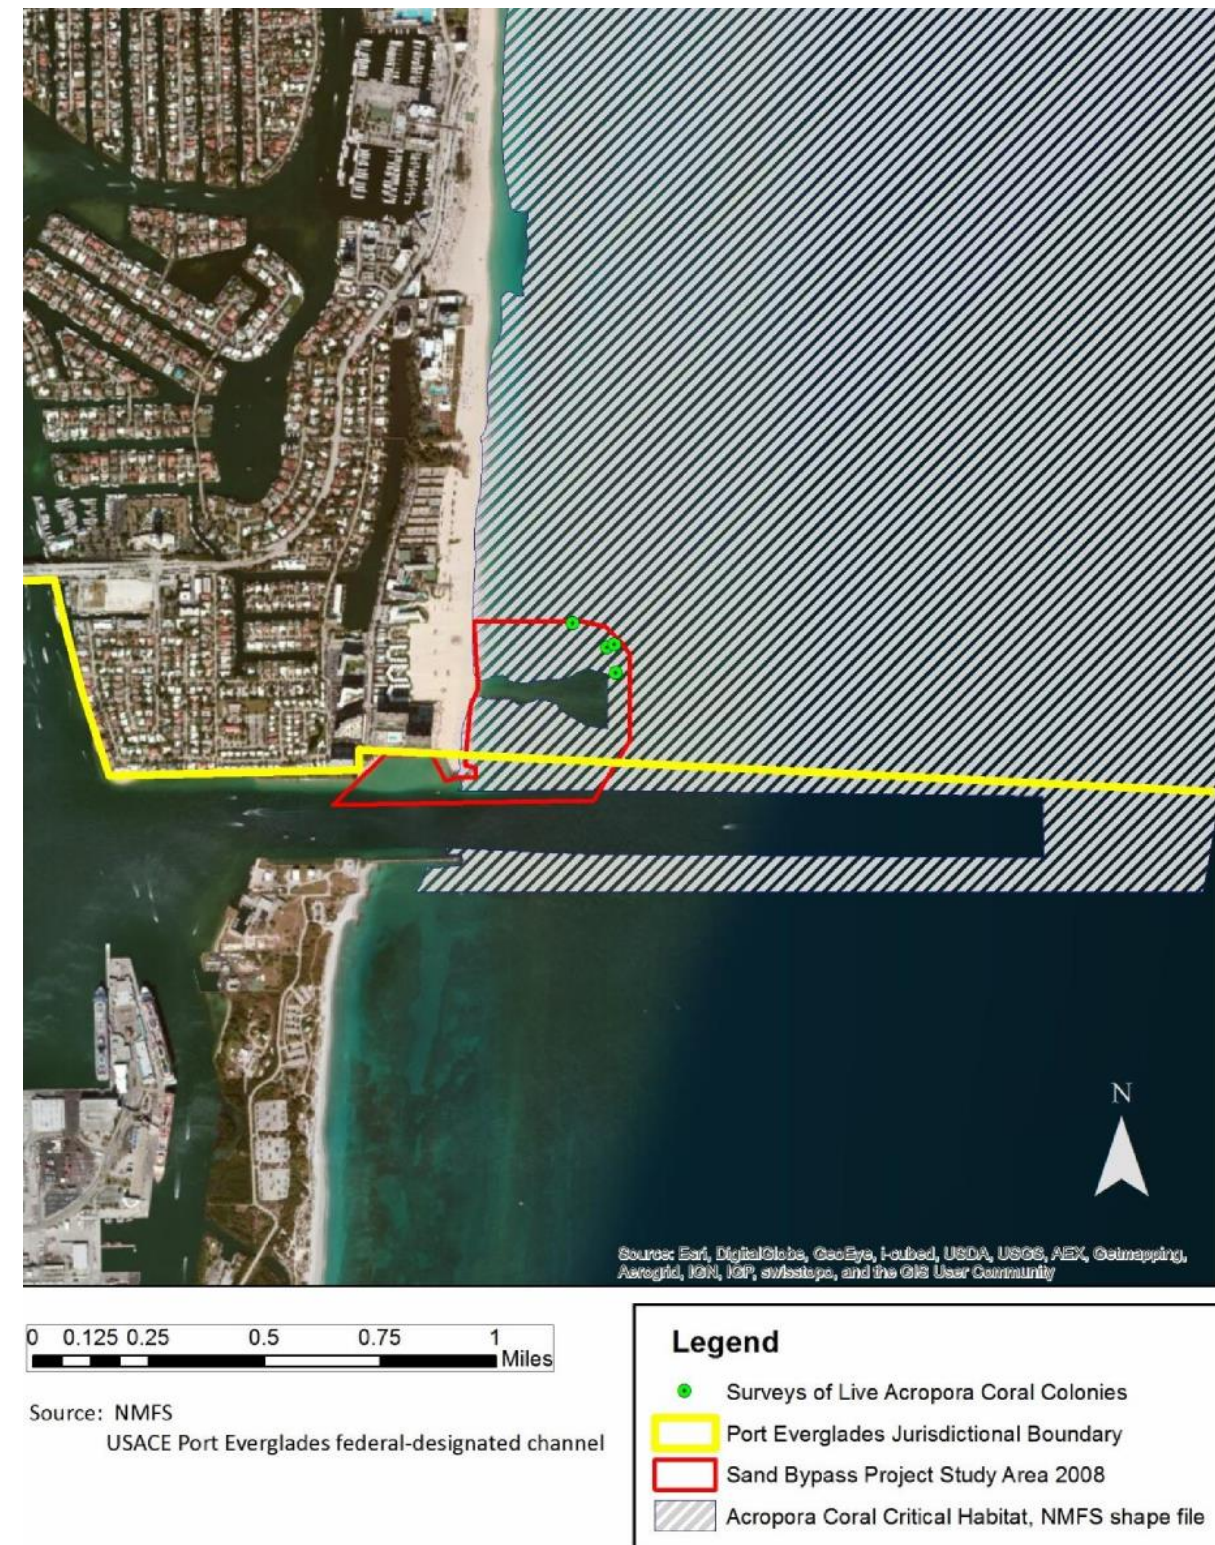 N
Source: Esri, DigitalGlobe, GeoEye, i-cubed, USDA, USGS, AEX, Getmapping,
Aerogrid, IGN, IGP, swisstopo, and the GIS User Community
0 0.125 0.25 0.5 0.75 1
Miles
Source: NMFS
USACE Port Everglades federal-designated channel
Legend
Surveys of Live Acropora Coral Colonies
Port Everglades Jurisdictional Boundary
Sand Bypass Project Study Area 2008
Acropora Coral Critical Habitat, NMFS shape file